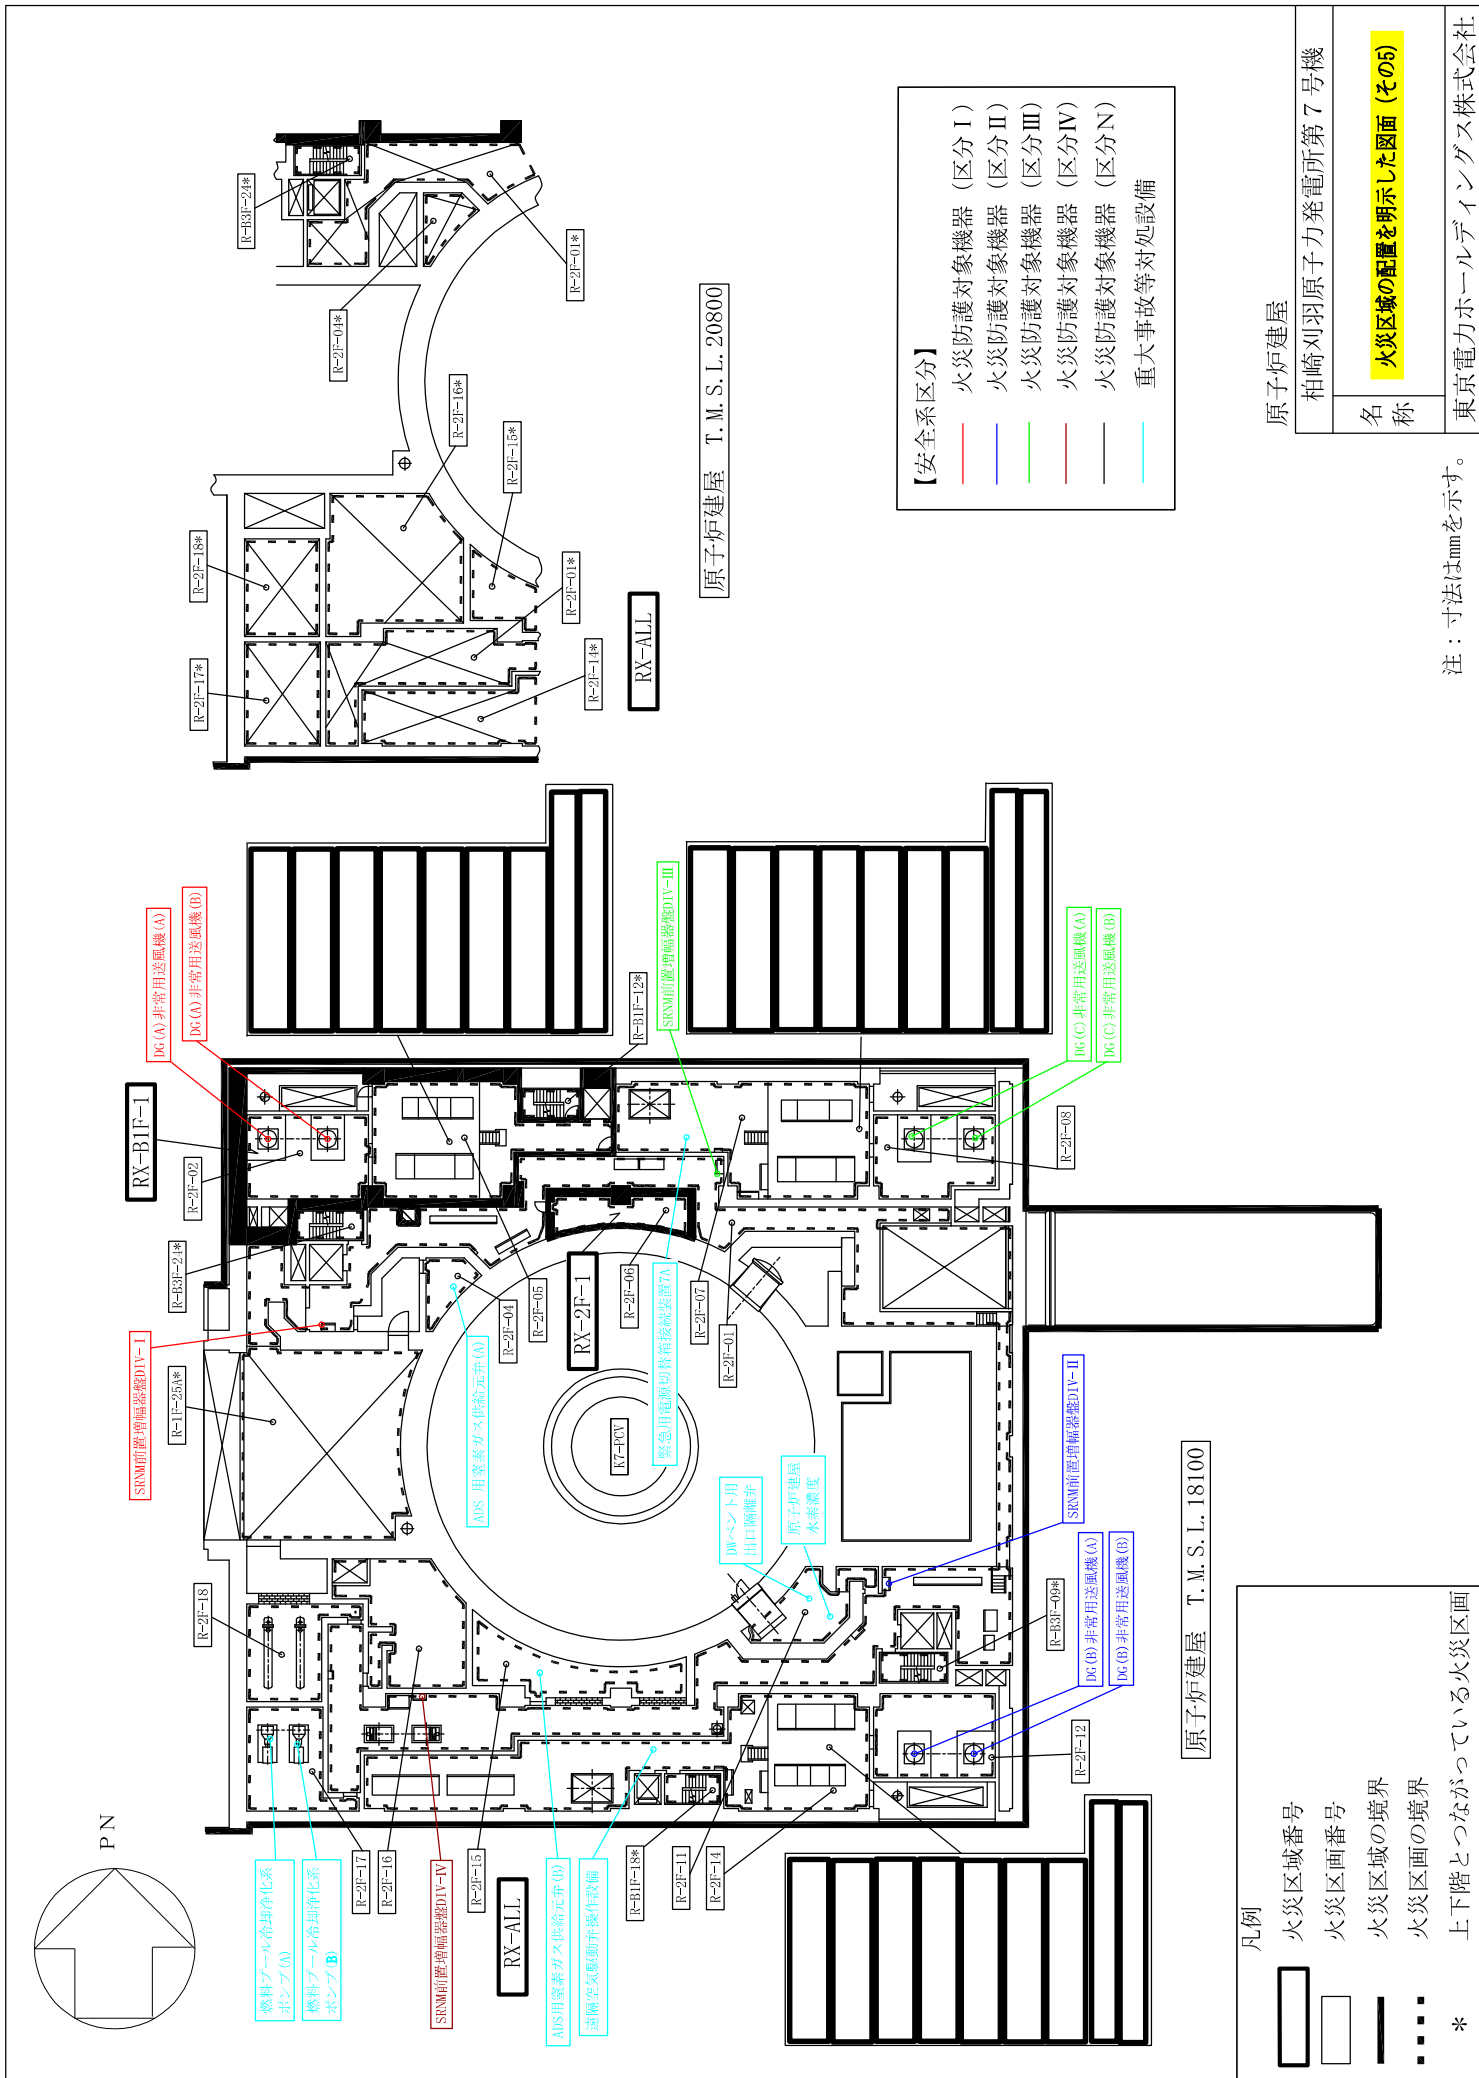 PN
燃料プール冷却浄化系
ポンプ(A)
燃料プール冷却浄化系
ポンプ(B)
R-2F-17
R-2F-16
SRNM前置増幅器盤DIV-IV
R-2F-15
RX-ALL
ADS用窒素ガス供給元弁(B)
遠隔空気駆動弁操作設備
R-B1F-18*
R-2F-11
R-2F-14
R-2F-18
R-1F-25A*
SRNM前置増幅器盤DIV-I
R-B3F-24*
R-2F-02
RX-B1F-1
DG(A)非常用送風機(A)
DG(A)非常用送風機(B)
ADS用窒素ガス供給元弁(A)
R-2F-04
R-2F-05
RX-2F-1
R-2F-06
K7-PCV
緊急用電源切替箱接続装置7A
R-2F-07
R-2F-01
R-B1F-12*
SRNM前置増幅器盤DIV-III
DWベント用
出口隔離弁
原子炉建屋
水素濃度
SRNM前置増幅器盤DIV-II
R-B3F-09*
DG(B)非常用送風機(A)
DG(B)非常用送風機(B)
R-2F-12
R-2F-08
DG(C)非常用送風機(A)
DG(C)非常用送風機(B)
原子炉建屋 T.M.S.L.18100
R-2F-17*
R-2F-18*
R-B3F-24*
R-2F-04*
R-2F-16*
R-2F-15*
R-2F-01*
R-2F-01*
R-2F-14*
RX-ALL
原子炉建屋 T.M.S.L.20800
【安全系区分】
火災防護対象機器 (区分Ⅰ)
火災防護対象機器 (区分Ⅱ)
火災防護対象機器 (区分Ⅲ)
火災防護対象機器 (区分Ⅳ)
火災防護対象機器 (区分N)
重大事故等対処設備
凡例
火災区域番号
火災区画番号
火災区域の境界
火災区画の境界
* 上下階とつながっている火災区画
注：寸法はmmを示す。
原子炉建屋
柏崎刈羽原子力発電所第7号機
名称
火災区域の配置を明示した図面 (その5)
東京電力ホールディングス株式会社